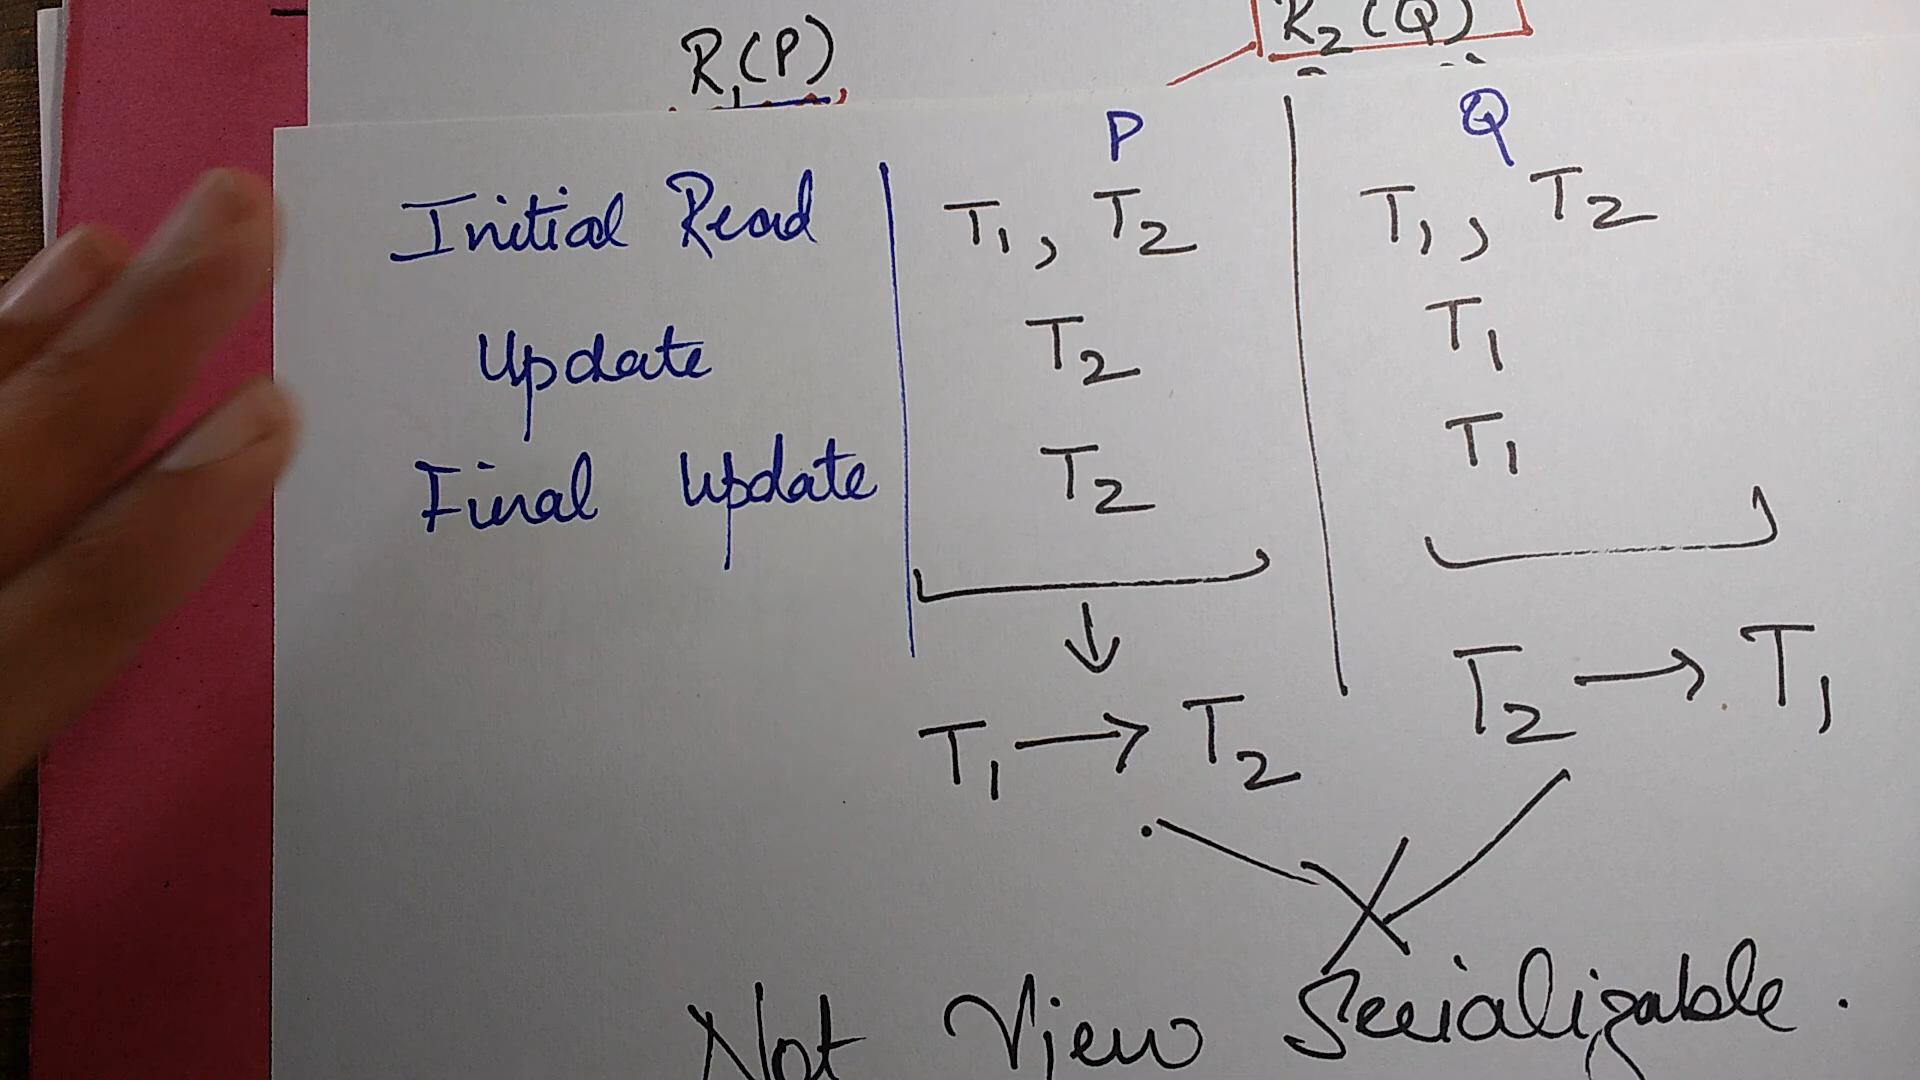 R1(P) R2(Q)
P Q
Initial Read T1, T2 T1, T2
Update T2 T1
Final Update T2 T1
↓
T1 → T2 T2 → T1
Not View Serializable.